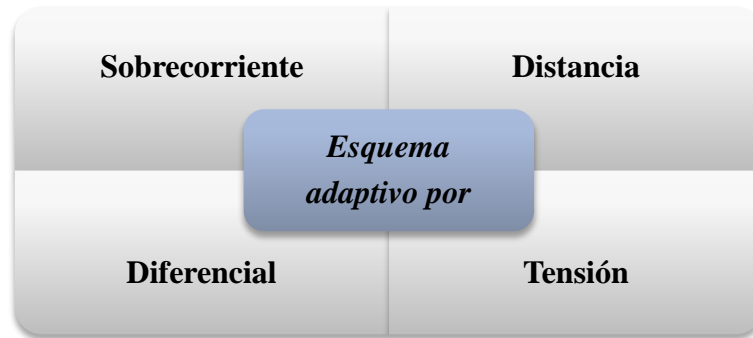 Sobrecorriente
Distancia
Esquema
adaptivo por
Diferencial
Tensión